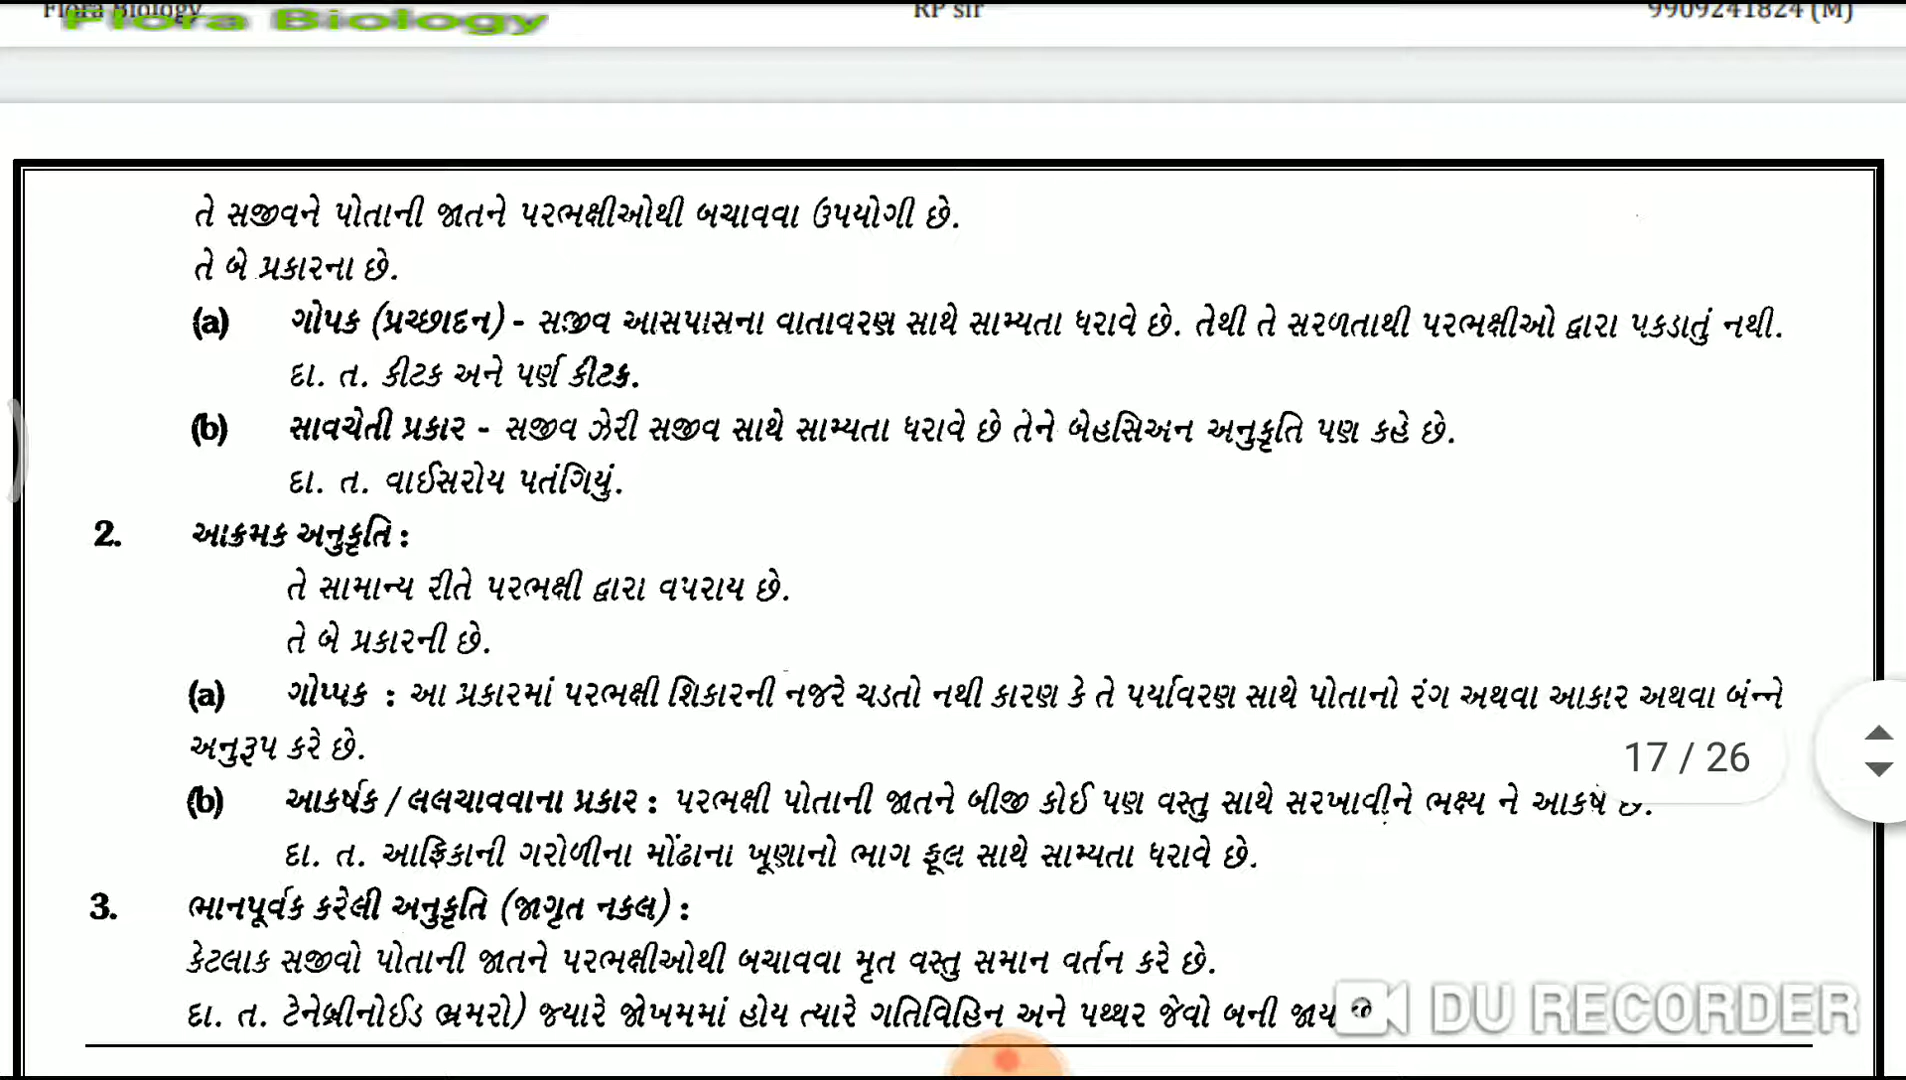 Flora Biology RP sir 9909241824 (M)
Flora Biology
તે સજીવને પોતાની જાતને પરભક્ષીઓથી બચાવવા ઉપયોગી છે.
તે બે પ્રકારના છે.
(a) ગોપક (પ્રચ્છાદન) - સજીવ આસપાસના વાતાવરણ સાથે સામ્યતા ધરાવે છે. તેથી તે સરળતાથી પરભક્ષીઓ દ્વારા પકડાતું નથી.
દા. ત. કીટક અને પર્ણ કીટક.
(b) સાવચેતી પ્રકાર - સજીવ ઝેરી સજીવ સાથે સામ્યતા ધરાવે છે તેને બેહસિઅન અનુકૃતિ પણ કહે છે.
દા. ત. વાઈસરોય પતંગિયું.
2. આક્રમક અનુકૃતિ :
તે સામાન્ય રીતે પરભક્ષી દ્વારા વપરાય છે.
તે બે પ્રકારની છે.
(a) ગોપ્પક : આ પ્રકારમાં પરભક્ષી શિકારની નજરે ચડતો નથી કારણ કે તે પર્યાવરણ સાથે પોતાનો રંગ અથવા આકાર અથવા બંન્ને
અનુરૂપ કરે છે.
17 / 26
(b) આકર્ષક / લલચાવવાના પ્રકાર : પરભક્ષી પોતાની જાતને બીજી કોઈ પણ વસ્તુ સાથે સરખાવીને ભક્ષ્ય ને આકર્ષે છે.
દા. ત. આફ્રિકાની ગરોળીના મોંઢાના ખૂણાનો ભાગ ફૂલ સાથે સામ્યતા ધરાવે છે.
3. ભાનપૂર્વક કરેલી અનુકૃતિ (જાગૃત નકલ) :
કેટલાક સજીવો પોતાની જાતને પરભક્ષીઓથી બચાવવા મૃત વસ્તુ સમાન વર્તન કરે છે.
દા. ત. ટેનેબ્રીનોઈડ ભ્રમરો) જ્યારે જોખમમાં હોય ત્યારે ગતિવિહિન અને પથ્થર જેવો બની જાય છે
DU RECORDER